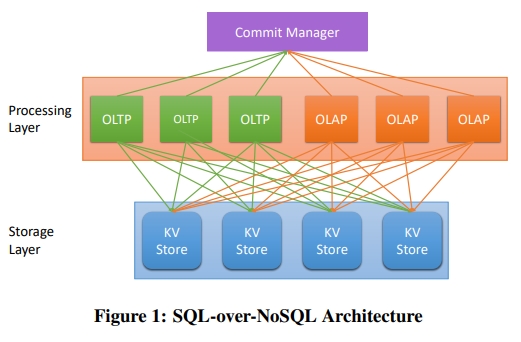 Commit Manager
Processing
Layer
OLTP
OLTP
OLTP
OLAP
OLAP
OLAP
Storage
Layer
KV
Store
KV
Store
KV
Store
KV
Store
Figure 1: SQL-over-NoSQL Architecture